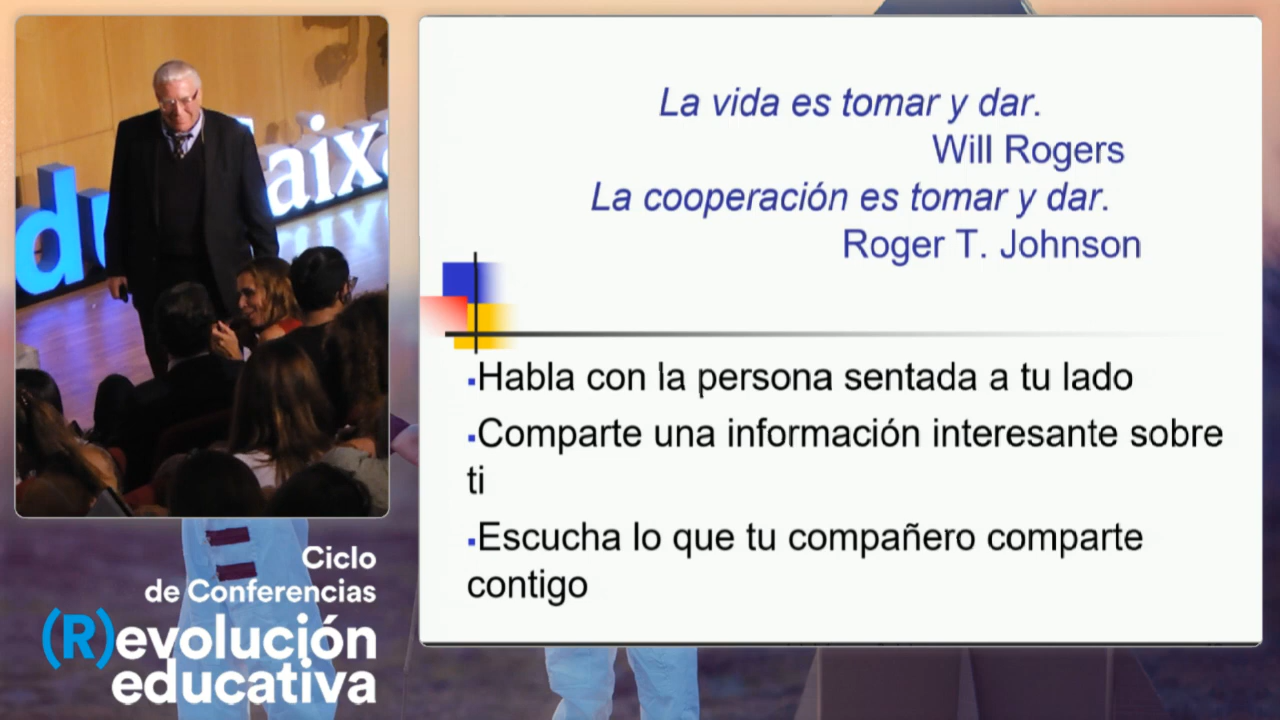 La vida es tomar y dar.
Will Rogers
La cooperación es tomar y dar.
Roger T. Johnson
▪Habla con la persona sentada a tu lado
▪Comparte una información interesante sobre
ti
▪Escucha lo que tu compañero comparte
contigo
Ciclo
de Conferencias
(R)evolución
educativa